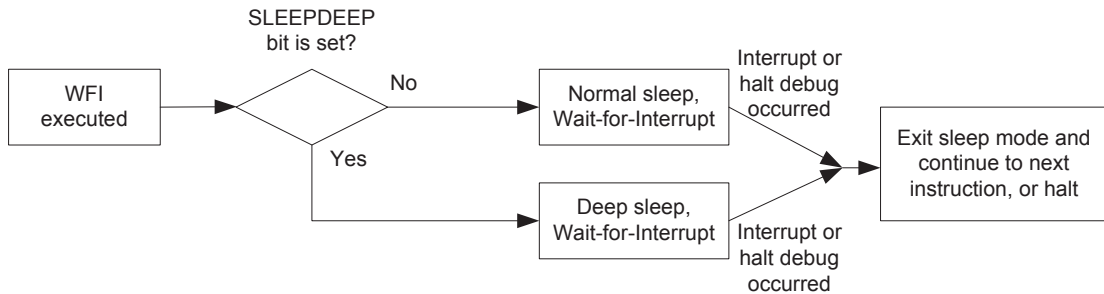 SLEEPDEEP
bit is set?
WFI
executed
No
Yes
Normal sleep,
Wait-for-Interrupt
Deep sleep,
Wait-for-Interrupt
Interrupt or
halt debug
occurred
Interrupt or
halt debug
occurred
Exit sleep mode and
continue to next
instruction, or halt